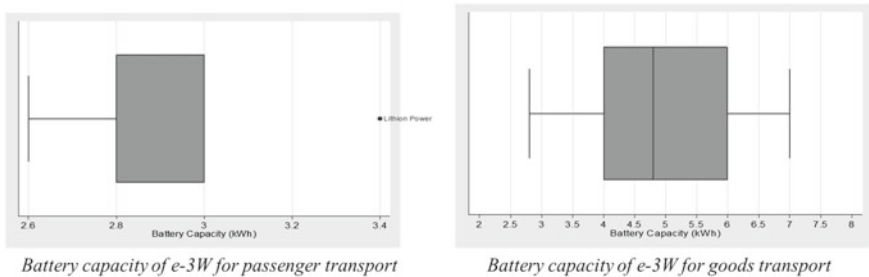 Lithion Power
2.6 2.8 3 3.2 3.4
Battery Capacity (kWh)
Battery capacity of e-3W for passenger transport
2 2.5 3 3.5 4 4.5 5 5.5 6 6.5 7 7.5 8
Battery Capacity (kWh)
Battery capacity of e-3W for goods transport